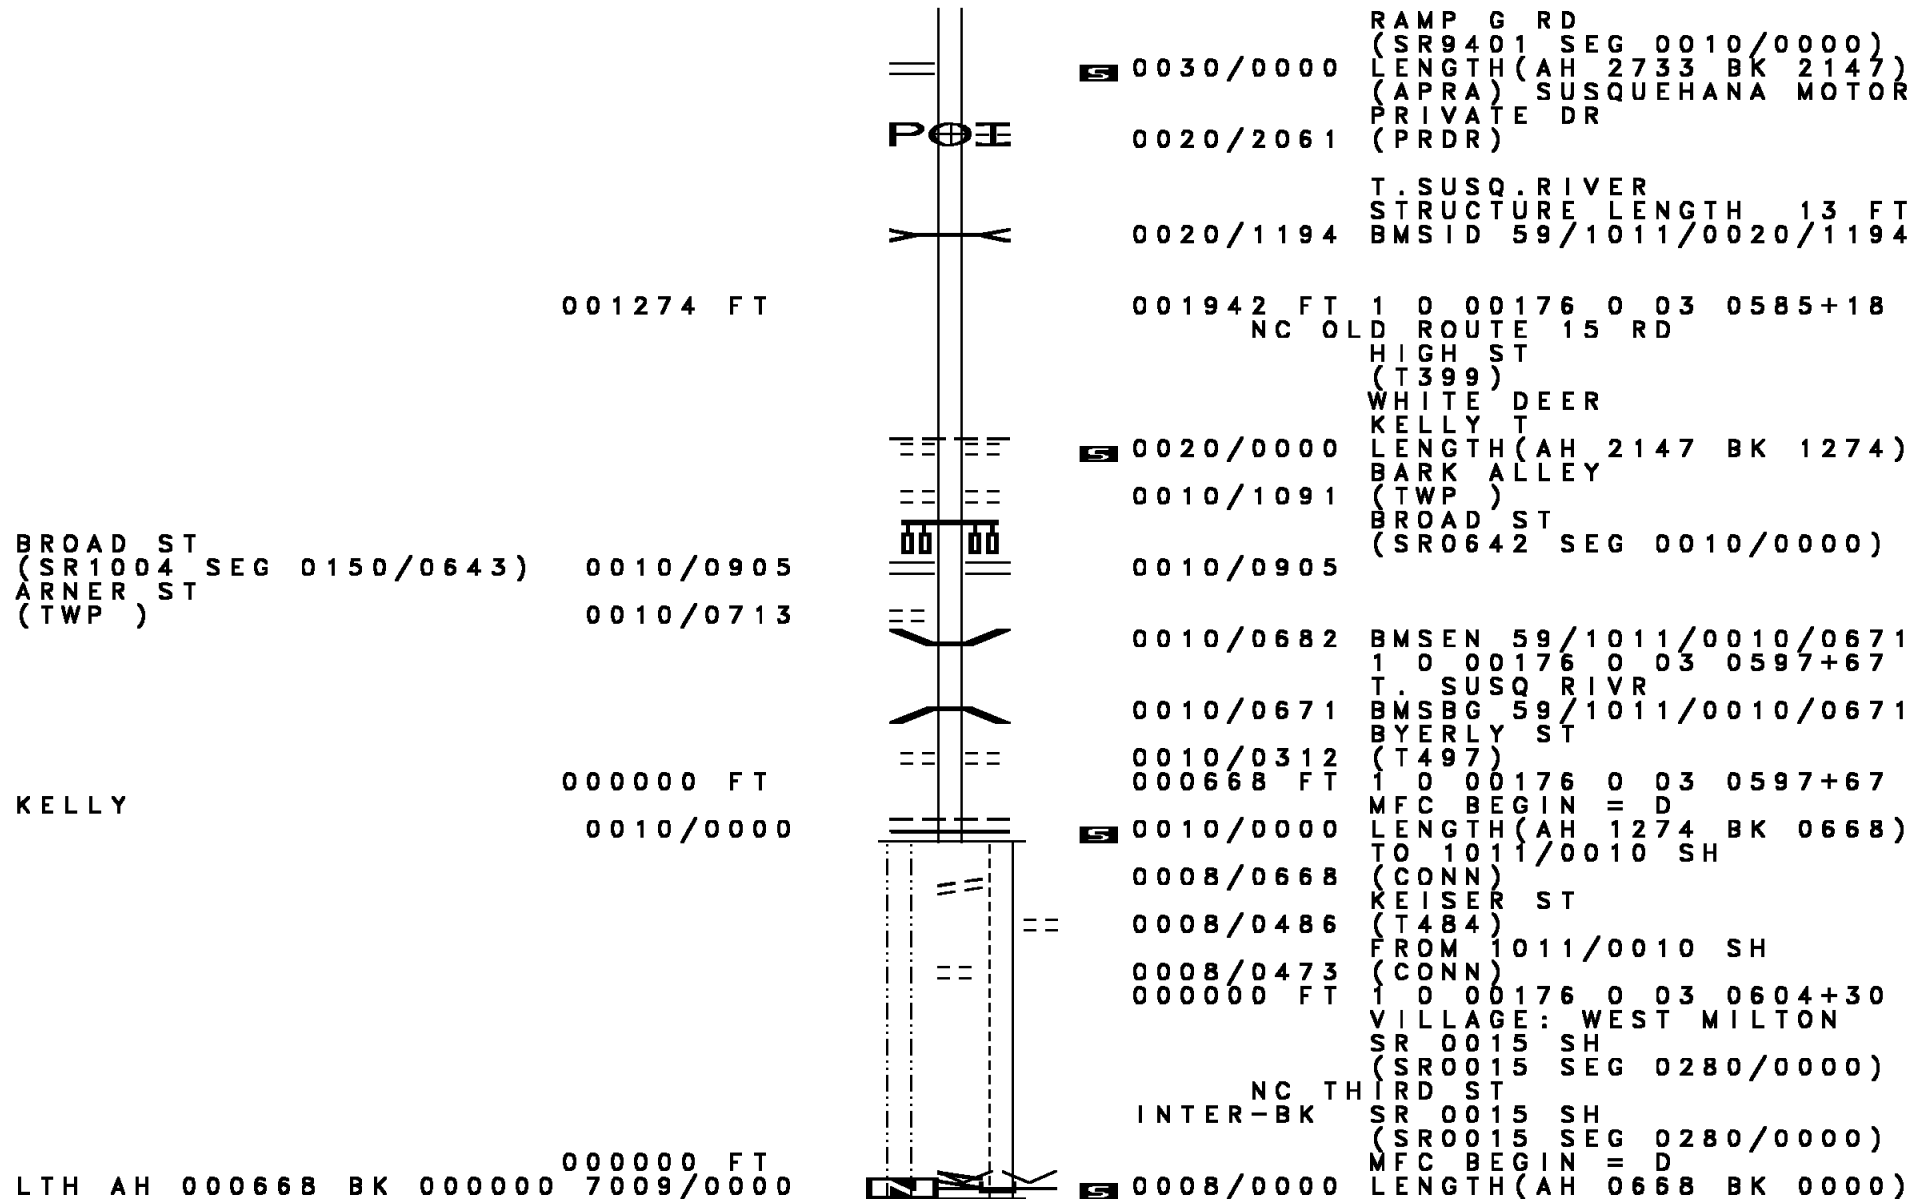 RAMP G RD
(SR9401 SEG 0010/0000)
S 0030/0000 LENGTH(AH 2733 BK 2147)
(APRA) SUSQUEHANA MOTOR
PRIVATE DR
POI 0020/2061 (PRDR)
T.SUSQ.RIVER
STRUCTURE LENGTH 13 FT
0020/1194 BMSID 59/1011/0020/1194
001274 FT 001942 FT 1 0 00176 0 03 0585+18
NC OLD ROUTE 15 RD
HIGH ST
(T399)
WHITE DEER
KELLY T
S 0020/0000 LENGTH(AH 2147 BK 1274)
BARK ALLEY
0010/1091 (TWP )
BROAD ST
BROAD ST (SR0642 SEG 0010/0000)
(SR1004 SEG 0150/0643) 0010/0905 0010/0905
ARNER ST
(TWP ) 0010/0713
0010/0682 BMSEN 59/1011/0010/0671
1 0 00176 0 03 0597+67
T. SUSQ RIVR
0010/0671 BMSBG 59/1011/0010/0671
BYERLY ST
0010/0312 (T497)
000000 FT 000668 FT 1 0 00176 0 03 0597+67
KELLY MFC BEGIN = D
0010/0000 S 0010/0000 LENGTH(AH 1274 BK 0668)
TO 1011/0010 SH
0008/0668 (CONN)
KEISER ST
0008/0486 (T484)
FROM 1011/0010 SH
0008/0473 (CONN)
000000 FT 1 0 00176 0 03 0604+30
VILLAGE: WEST MILTON
SR 0015 SH
(SR0015 SEG 0280/0000)
NC THIRD ST
INTER-BK SR 0015 SH
(SR0015 SEG 0280/0000)
000000 FT MFC BEGIN = D
LTH AH 000668 BK 000000 7009/0000 S 0008/0000 LENGTH(AH 0668 BK 0000)